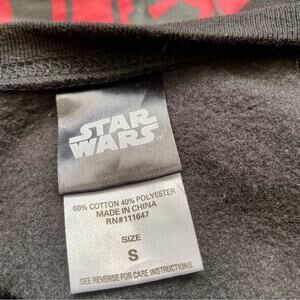 STAR
WARS
60% COTTON 40% POLYESTER
MADE IN CHINA
RN#111647
SIZE
S
SEE REVERSE FOR CARE INSTRUCTIONS.